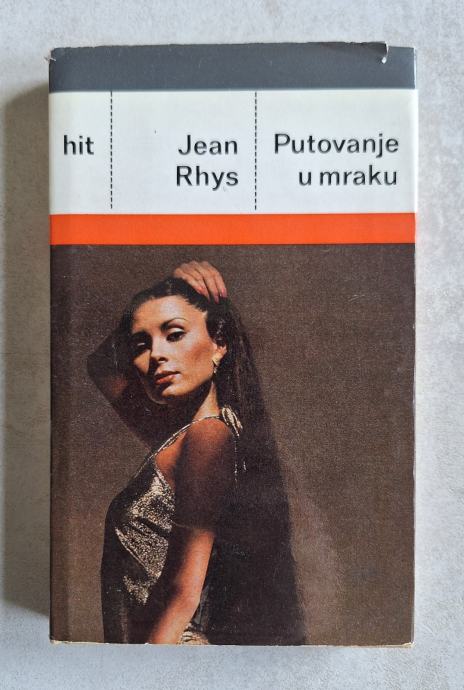 hit
Jean
Rhys
Putovanje
u mraku